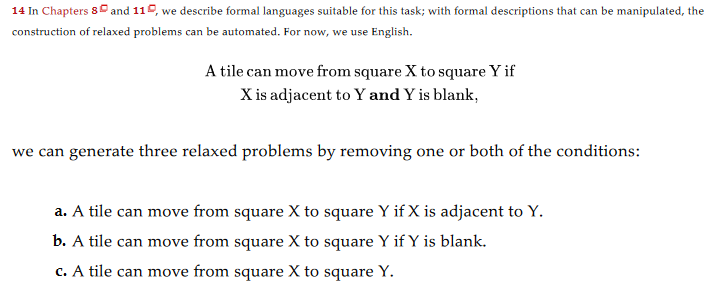 14 In Chapters 8 and 11, we describe formal languages suitable for this task; with formal descriptions that can be manipulated, the
construction of relaxed problems can be automated. For now, we use English.
A tile can move from square X to square Y if
X is adjacent to Y and Y is blank,
we can generate three relaxed problems by removing one or both of the conditions:
a. A tile can move from square X to square Y if X is adjacent to Y.
b. A tile can move from square X to square Y if Y is blank.
c. A tile can move from square X to square Y.